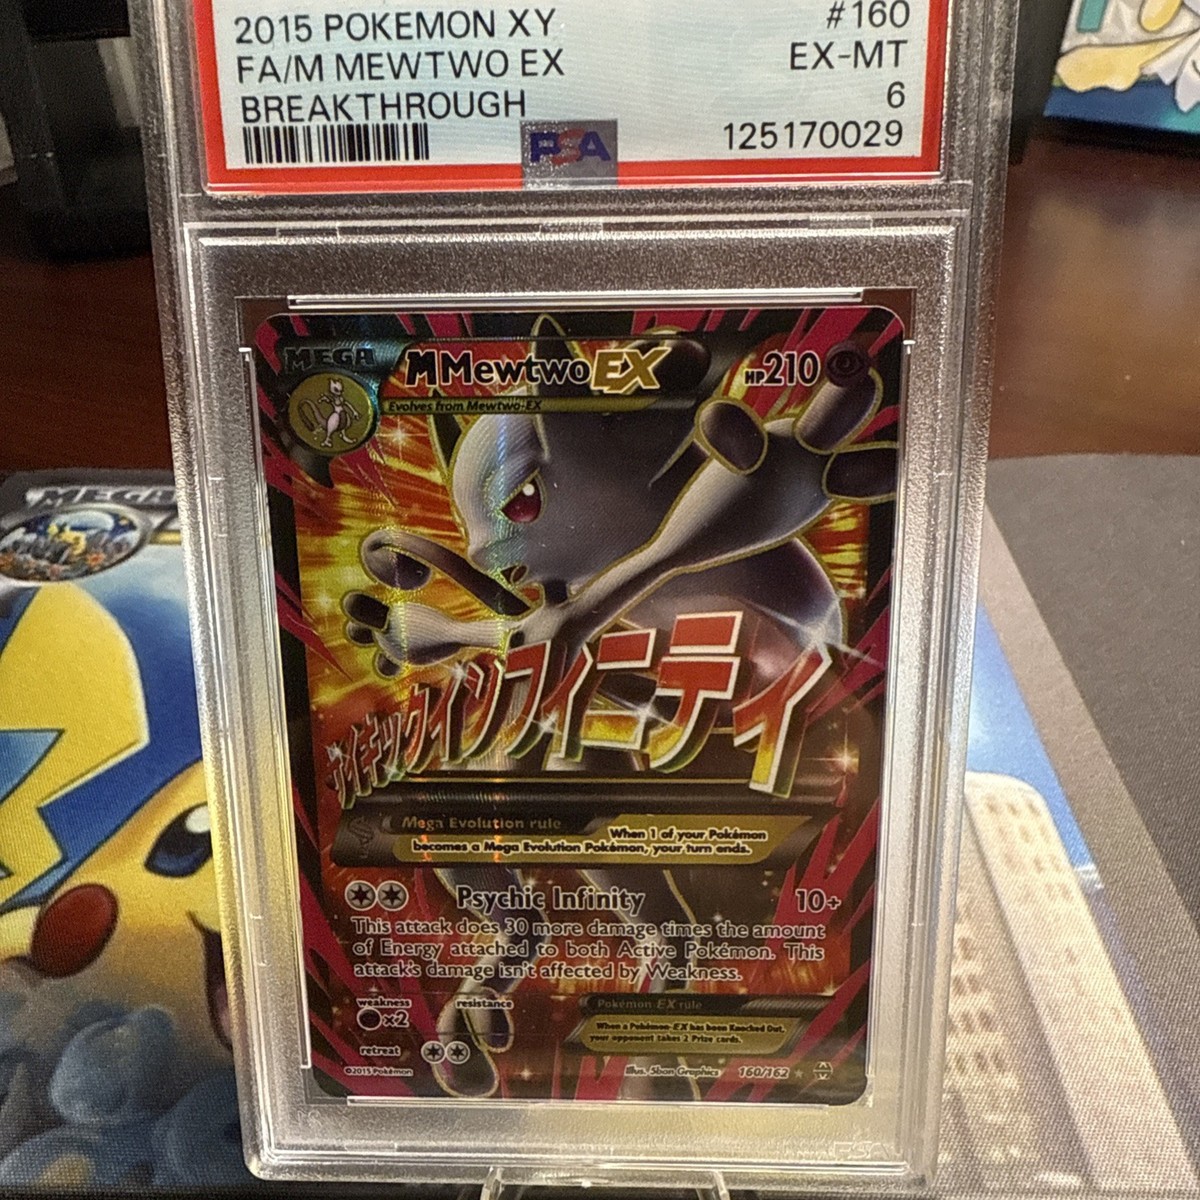 2015 POKEMON XY #160
FA/M MEWTWO EX EX-MT
BREAKTHROUGH 6
PSA 125170029
MEGA M Mewtwo EX HP210
Evolves from Mewtwo-EX
MEGA
サイキックインフィニティ
Mega Evolution rule When 1 of your Pokémon
becomes a Mega Evolution Pokémon, your turn ends.
Psychic Infinity 10+
This attack does 30 more damage times the amount
of Energy attached to both Active Pokémon. This
attack's damage isn't affected by Weakness.
weakness resistance Pokémon EX rule
×2 When a Pokémon-EX has been Knocked Out,
your opponent takes 2 Prize cards.
retreat
©2015 Pokémon Illus. 5ban Graphics 160/162 ★